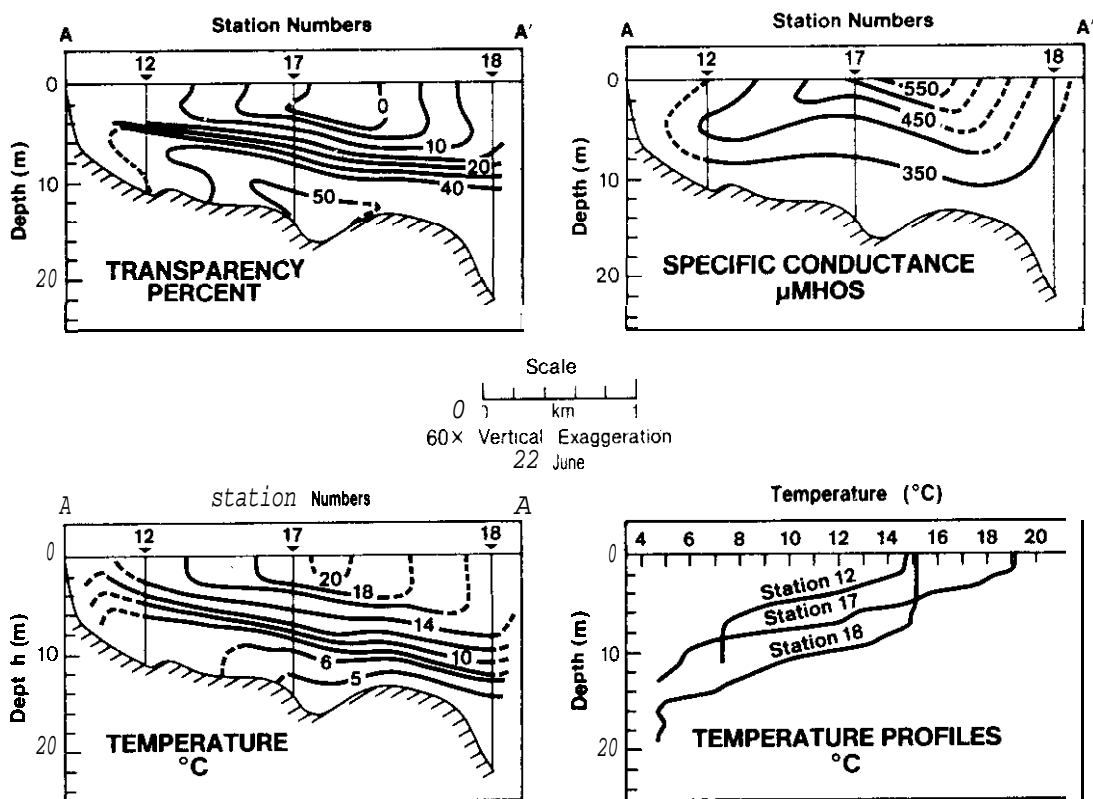 Station Numbers
A A'
12 17 18
0
10
20
Depth (m)
0
10
20
40
50
TRANSPARENCY
PERCENT
Station Numbers
A A'
12 17 18
0
10
20
Depth (m)
550
450
350
SPECIFIC CONDUCTANCE
µMHOS
Scale
0 km 1
60× Vertical Exaggeration
22 June
station Numbers
A A
12 17 18
0
10
20
Dept h (m)
20
18
14
10
6
5
TEMPERATURE
°C
Temperature (°C)
4 6 8 10 12 14 16 18 20
0
10
20
Depth (m)
Station 12
Station 17
Station 18
TEMPERATURE PROFILES
°C